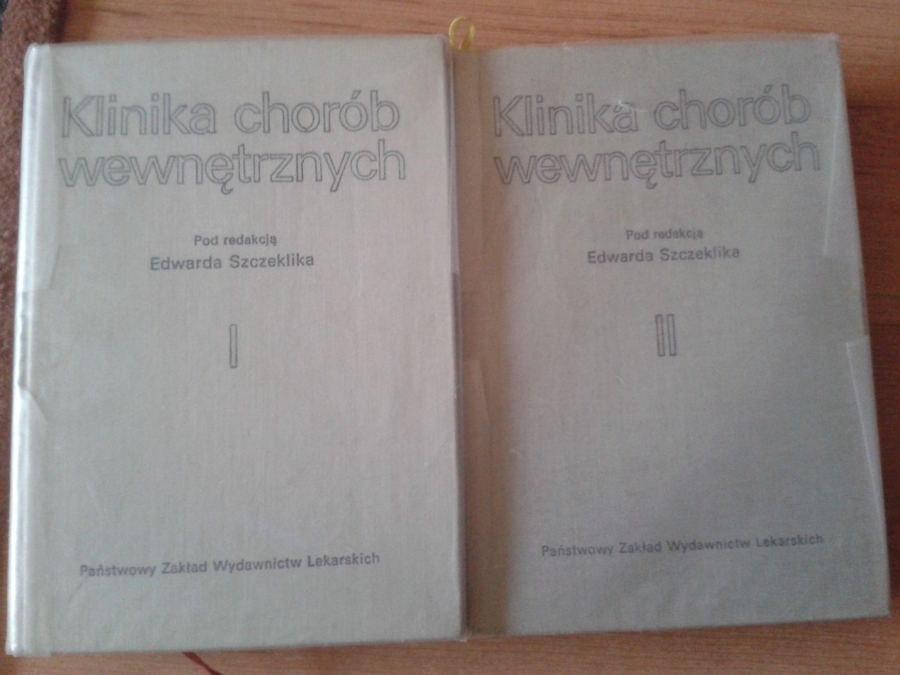 Klinika chorób
wewnętrznych
Pod redakcją
Edwarda Szczeklika
I
Państwowy Zakład Wydawnictw Lekarskich
Klinika chorób
wewnętrznych
Pod redakcją
Edwarda Szczeklika
II
Państwowy Zakład Wydawnictw Lekarskich